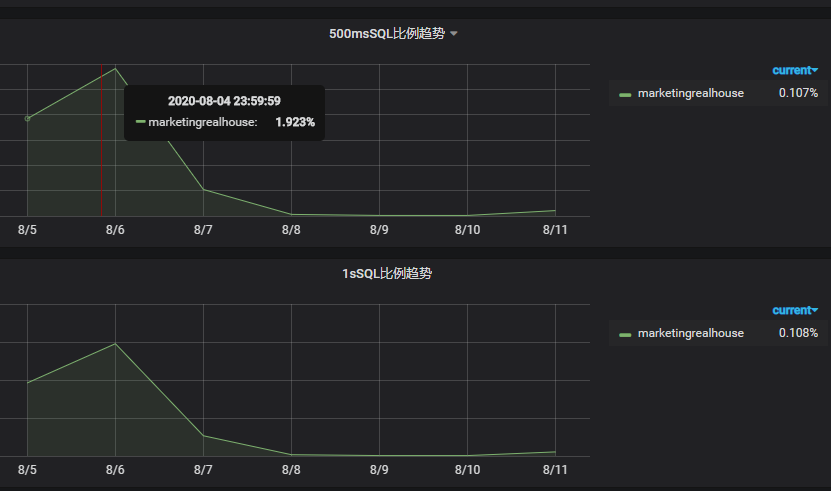 500msSQL比例趋势
current
marketingrealhouse 0.107%
2020-08-04 23:59:59
marketingrealhouse: 1.923%
8/5 8/6 8/7 8/8 8/9 8/10 8/11
1sSQL比例趋势
current
marketingrealhouse 0.108%
8/5 8/6 8/7 8/8 8/9 8/10 8/11